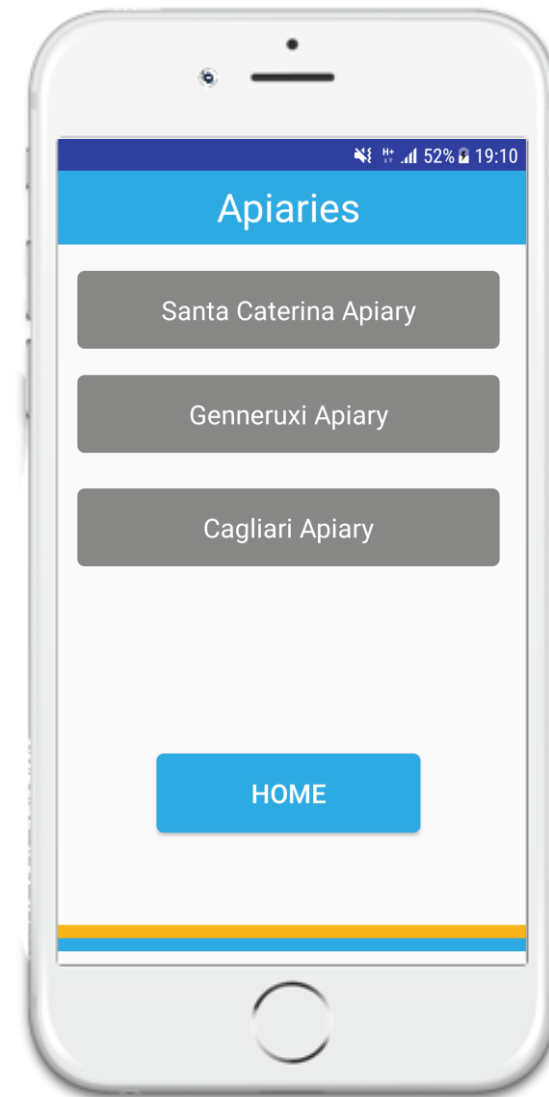 H+ 52% 19:10
Apiaries
Santa Caterina Apiary
Genneruxi Apiary
Cagliari Apiary
HOME